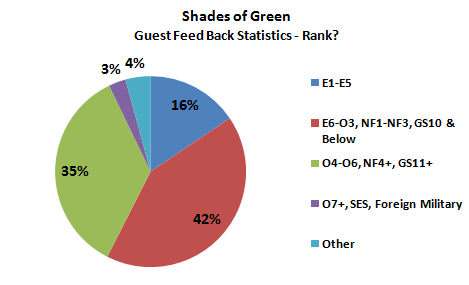 Shades of Green
Guest Feed Back Statistics - Rank?
3%
4%
16%
35%
42%
E1-E5
E6-O3, NF1-NF3, GS10 &
Below
O4-O6, NF4+, GS11+
O7+, SES, Foreign Military
Other